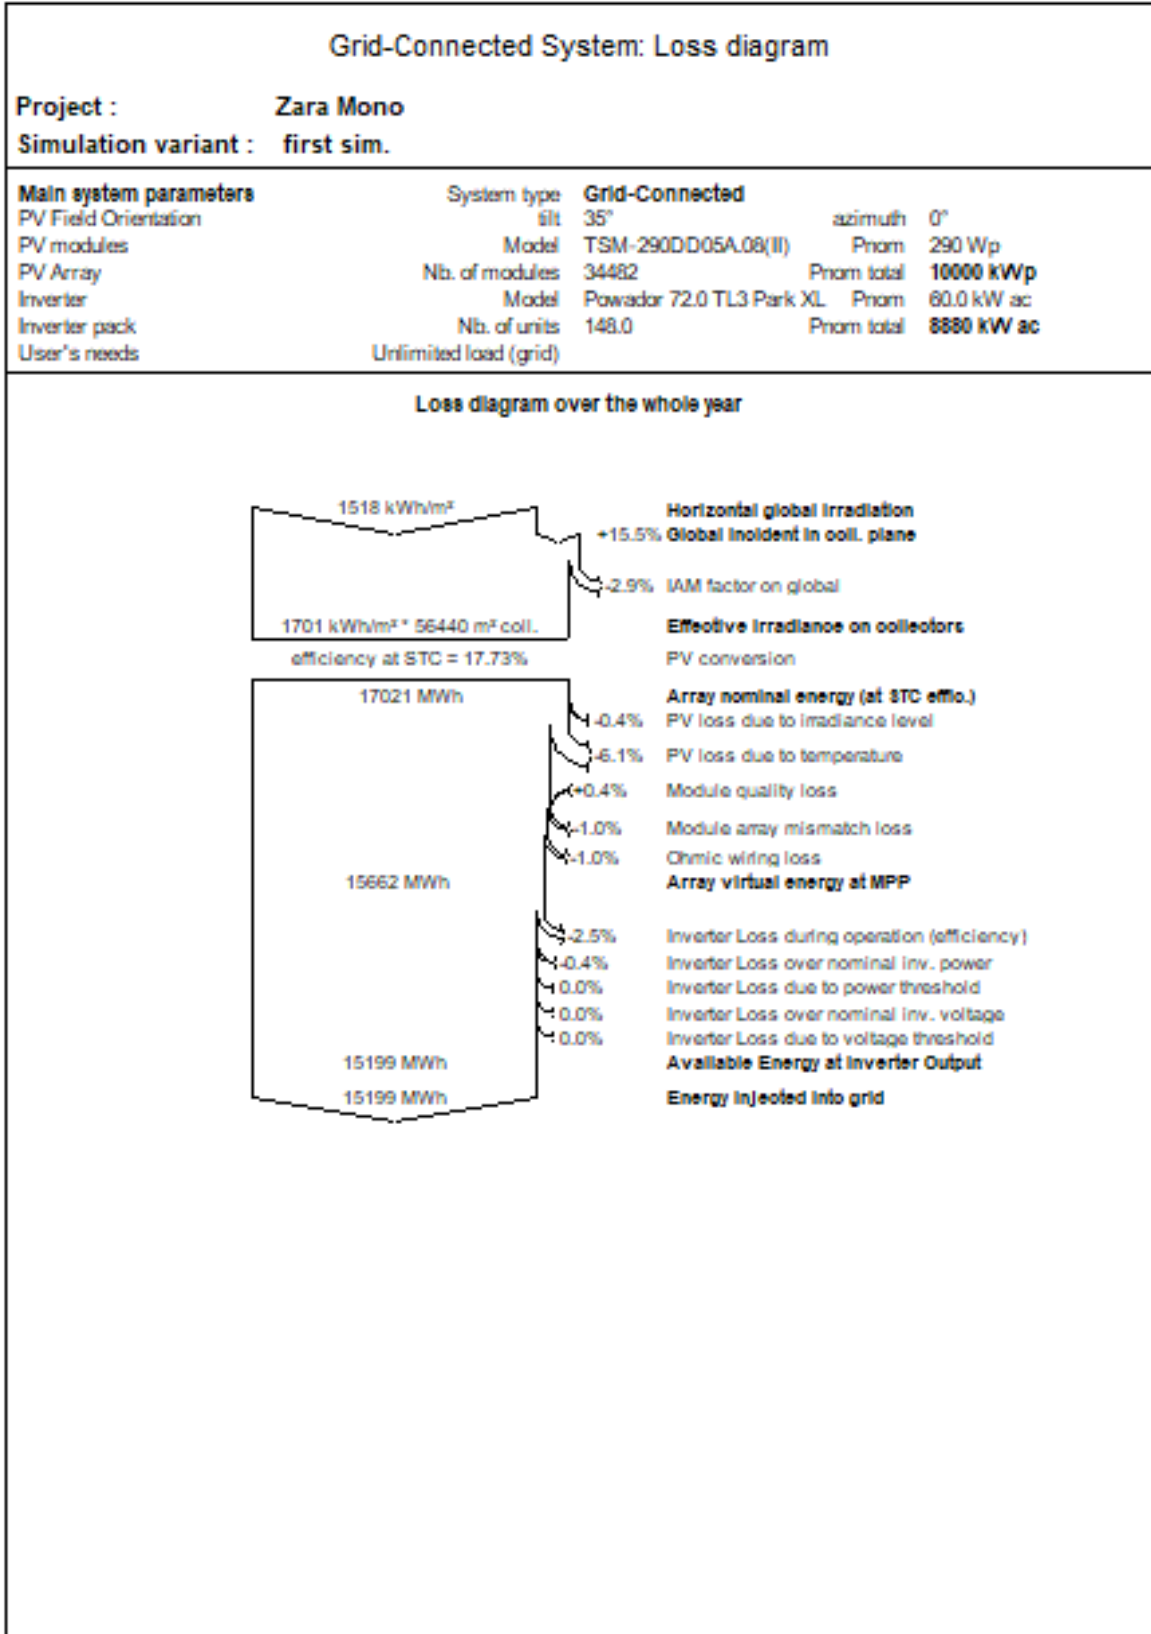 Grid-Connected System: Loss diagram
Project : Zara Mono
Simulation variant : first sim.
Main system parameters System type Grid-Connected
PV Field Orientation tilt 35° azimuth 0°
PV modules Model TSM-290DD05A.08(II) Pnom 290 Wp
PV Array Nb. of modules 34482 Pnom total 10000 kWp
Inverter Model Powador 72.0 TL3 Park XL Pnom 60.0 kW ac
Inverter pack Nb. of units 148.0 Pnom total 8880 kW ac
User's needs Unlimited load (grid)
Loss diagram over the whole year
1518 kWh/m² Horizontal global irradiation
+15.5% Global incident in coll. plane
-2.9% IAM factor on global
1701 kWh/m² * 56440 m² coll. Effective irradiance on collectors
efficiency at STC = 17.73% PV conversion
17021 MWh Array nominal energy (at STC effic.)
-0.4% PV loss due to irradiance level
-6.1% PV loss due to temperature
+0.4% Module quality loss
-1.0% Module array mismatch loss
-1.0% Ohmic wiring loss
15662 MWh Array virtual energy at MPP
-2.5% Inverter Loss during operation (efficiency)
-0.4% Inverter Loss over nominal inv. power
0.0% Inverter Loss due to power threshold
0.0% Inverter Loss over nominal inv. voltage
0.0% Inverter Loss due to voltage threshold
15199 MWh Available Energy at Inverter Output
15199 MWh Energy injected into grid